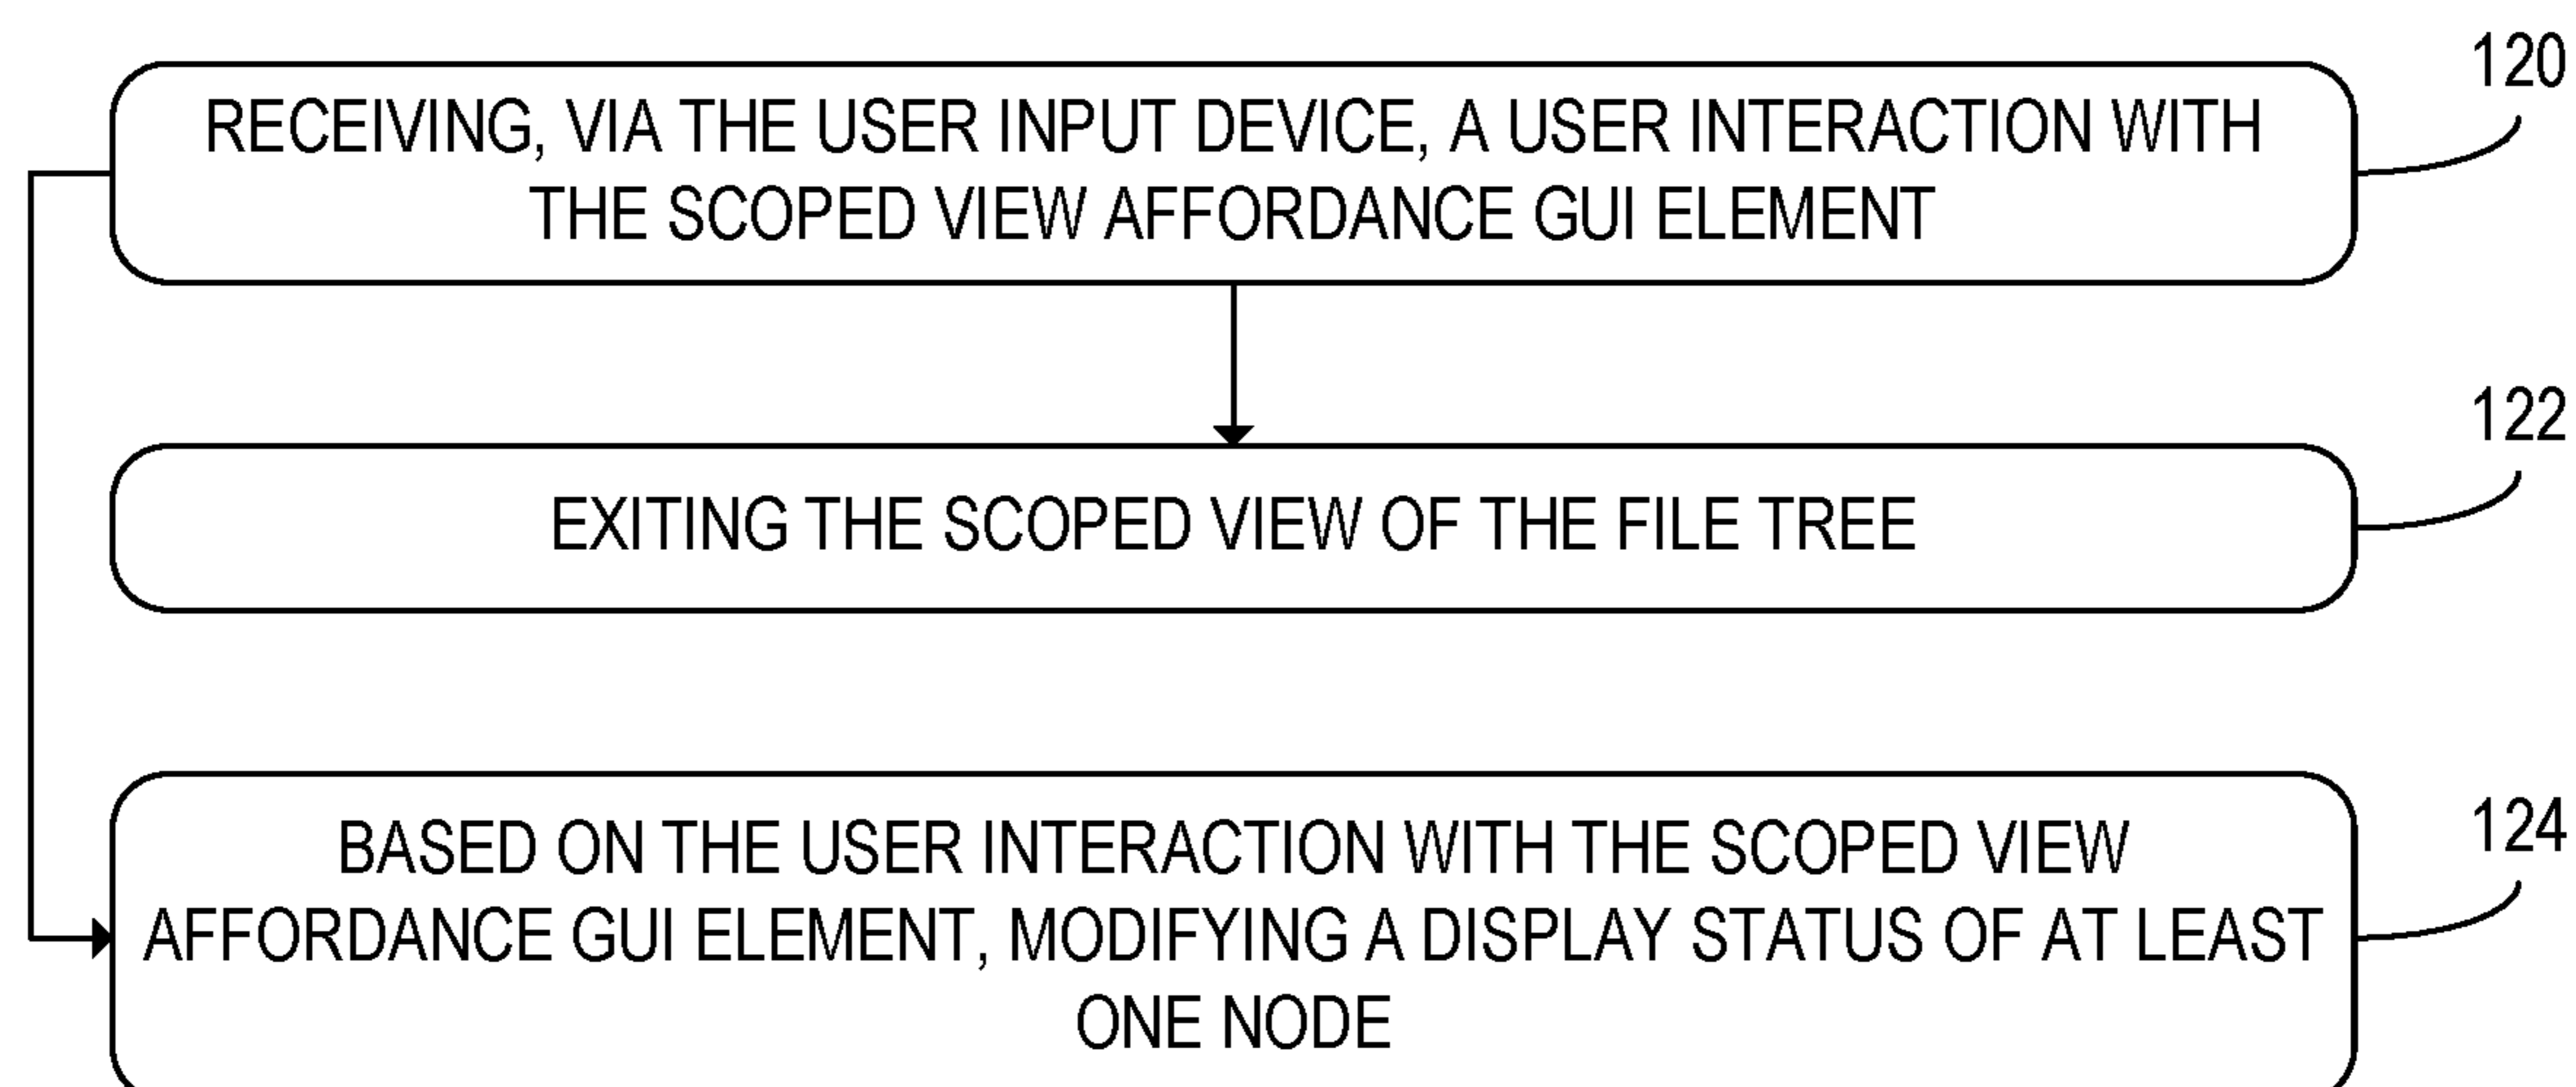 120
RECEIVING, VIA THE USER INPUT DEVICE, A USER INTERACTION WITH
THE SCOPED VIEW AFFORDANCE GUI ELEMENT
122
EXITING THE SCOPED VIEW OF THE FILE TREE
124
BASED ON THE USER INTERACTION WITH THE SCOPED VIEW
AFFORDANCE GUI ELEMENT, MODIFYING A DISPLAY STATUS OF AT LEAST
ONE NODE